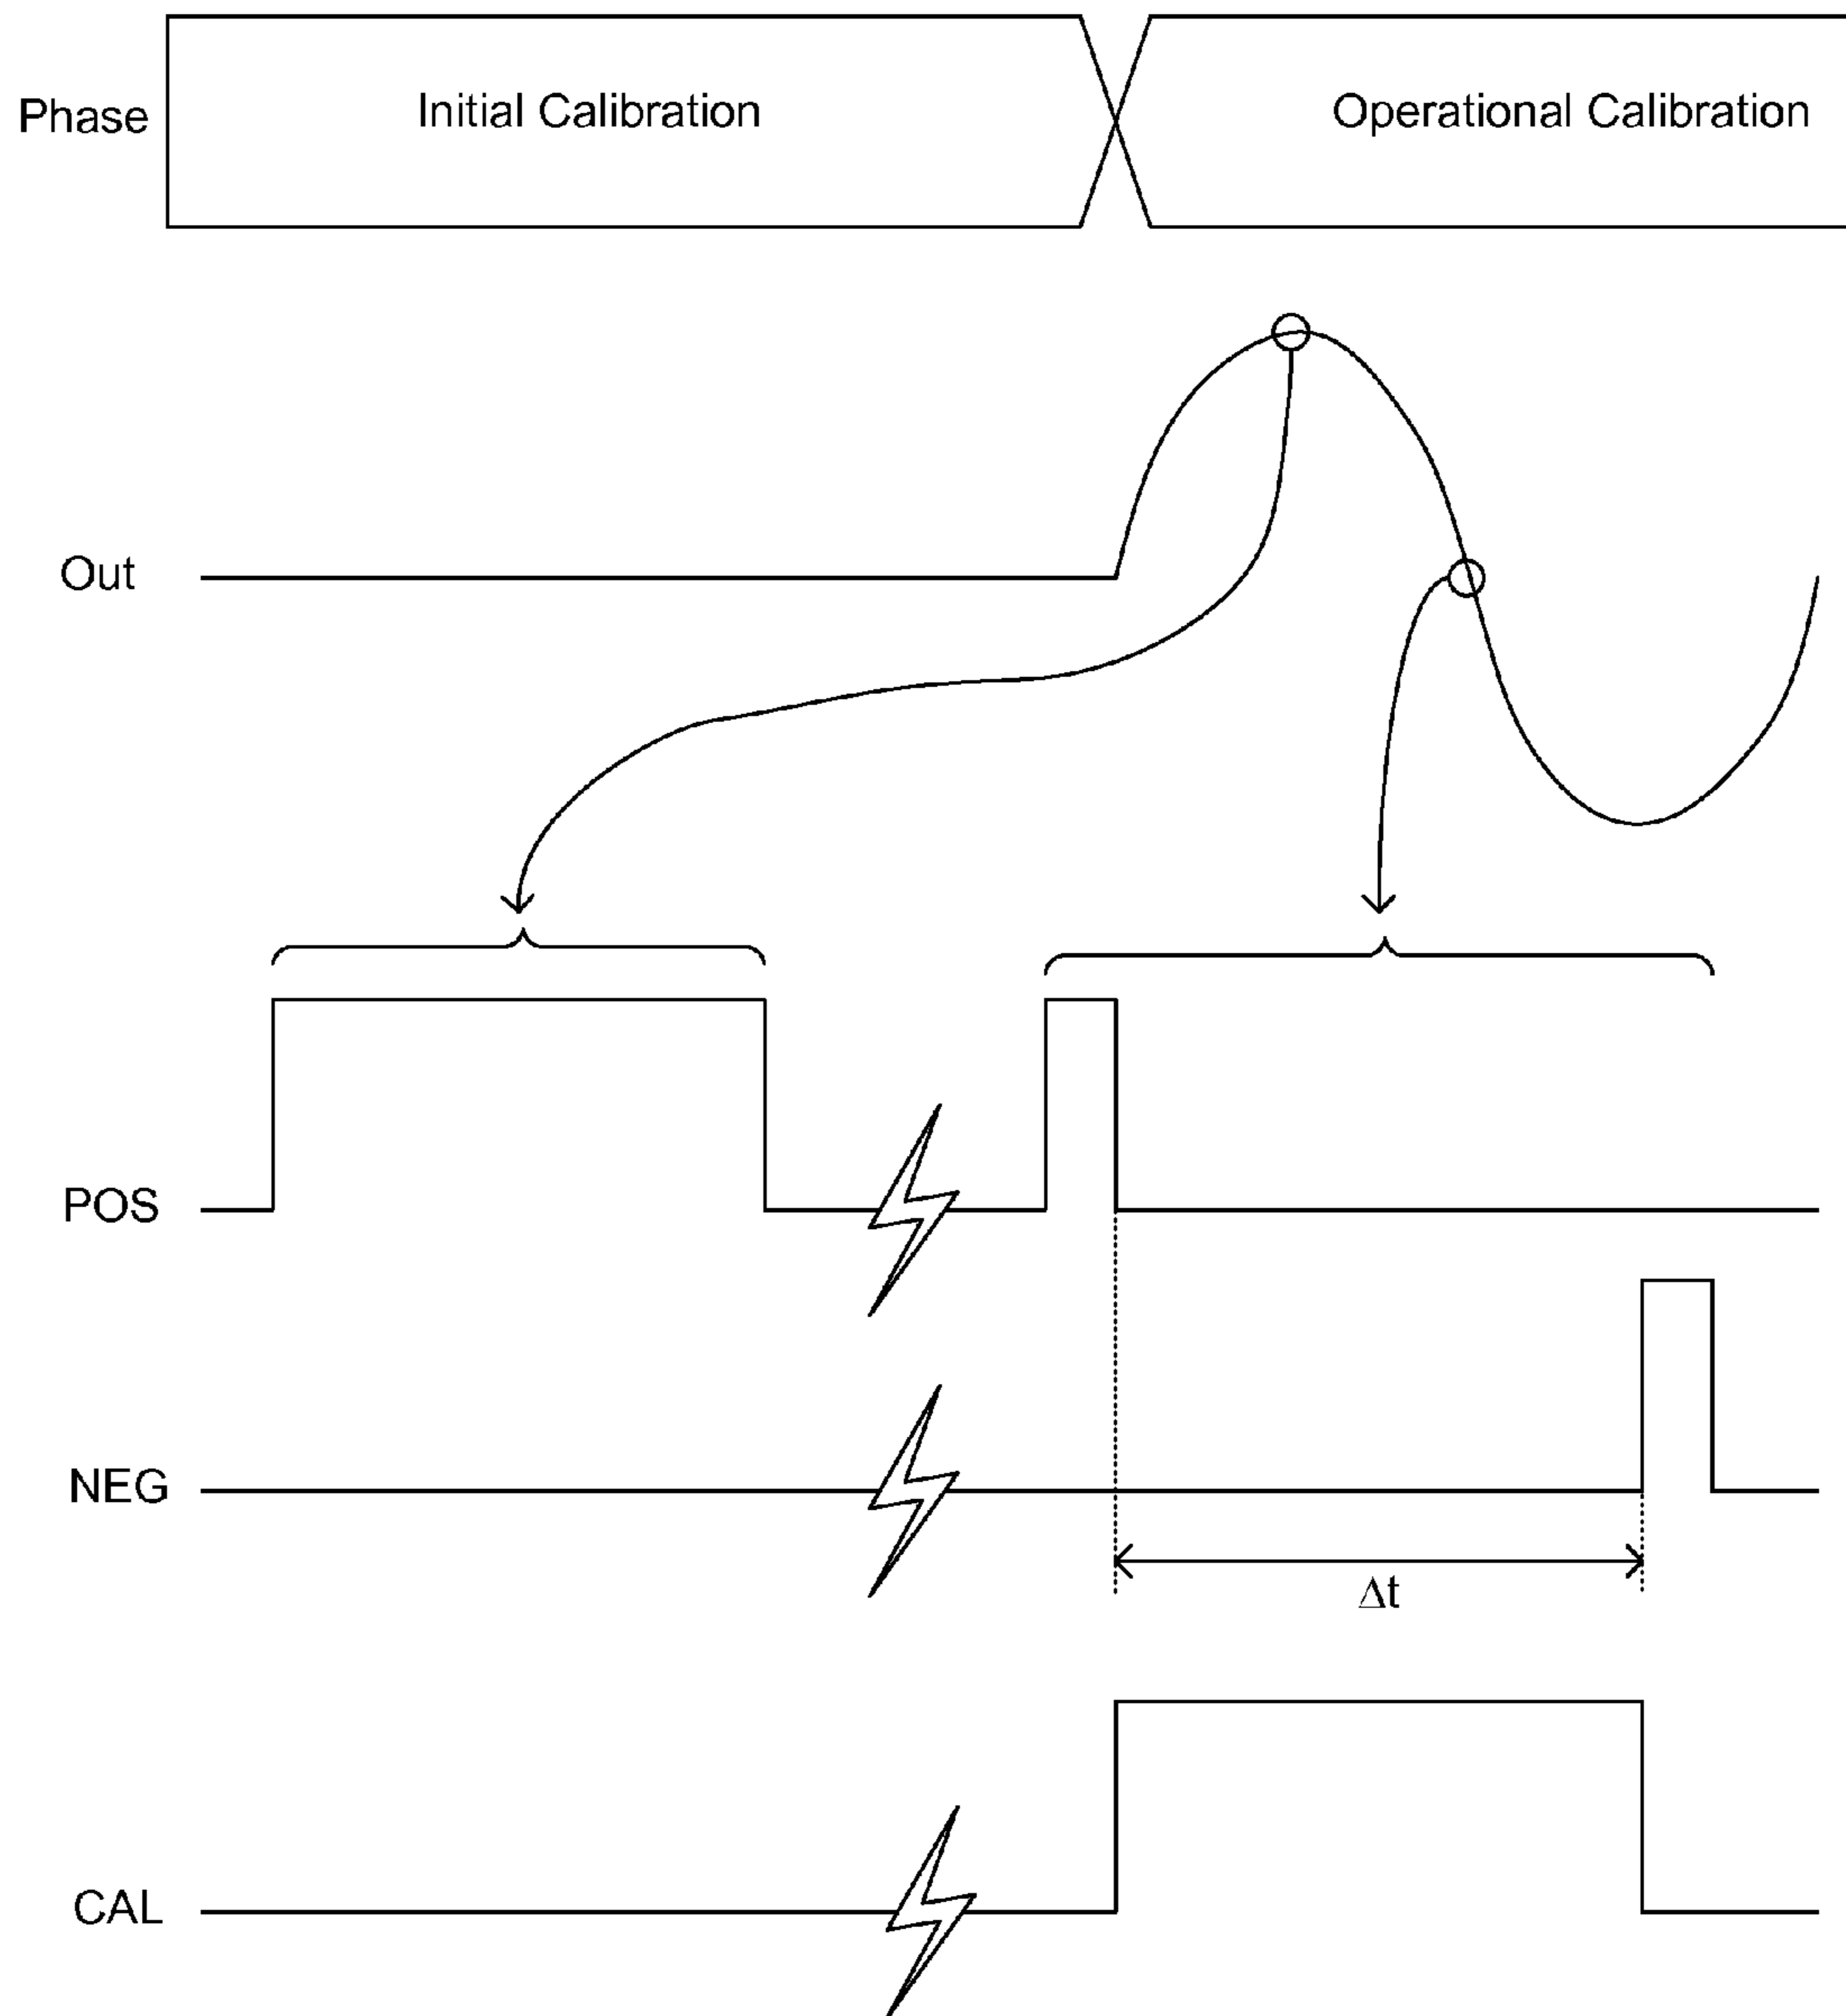 Phase
Initial Calibration
Operational Calibration
Out
POS
NEG
Δt
CAL